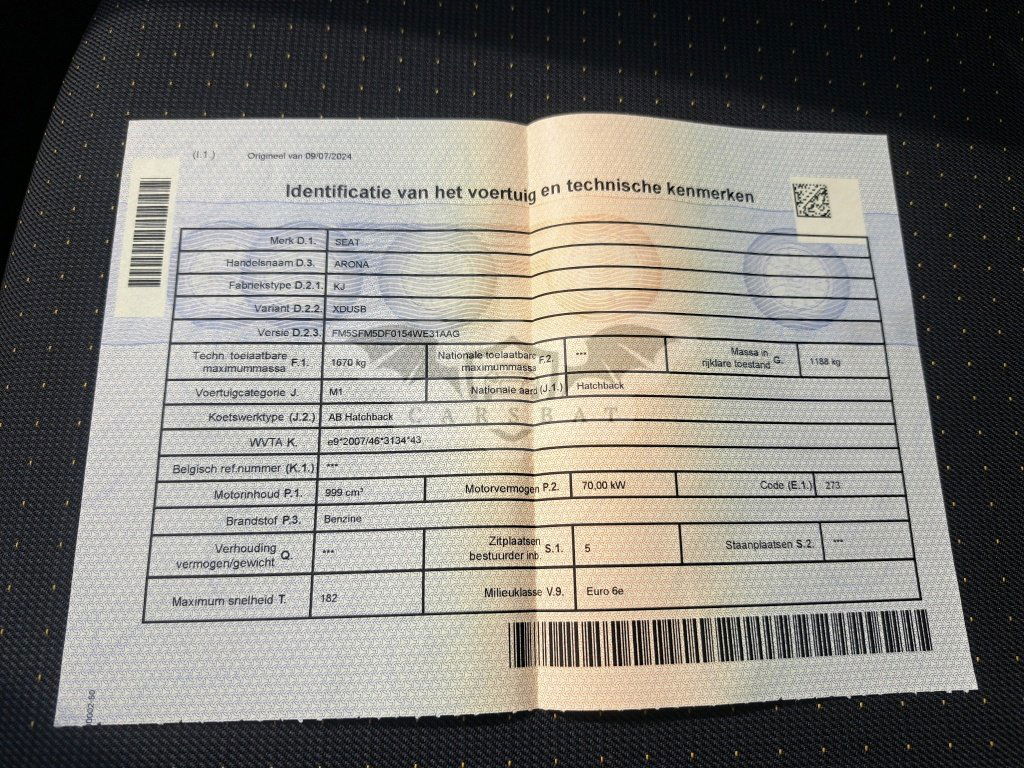 (I.1.) Origineel van 09/07/2024
Identificatie van het voertuig en technische kenmerken
Merk D.1. SEAT
Handelsnaam D.3. ARONA
Fabriekstype D.2.1. KJ
Variant D.2.2. XDUSB
Versie D.2.3. FM5SFM5DF0154WE31AAG
Techn. toelaatbare maximummassa F.1. 1670 kg Nationale toelaatbare maximummassa F.2. *** Massa in rijklare toestand G. 1188 kg
Voertuigcategorie J. M1 Nationale aard (J.1.) Hatchback
Koetswerktype (J.2.) AB Hatchback
CARSBAT
WVTA K. e9*2007/46*3134*43
Belgisch ref.nummer (K.1.) ***
Motorinhoud P.1. 999 cm³ Motorvermogen P.2. 70,00 kW Code (E.1.) 273
Brandstof P.3. Benzine
Verhouding vermogen/gewicht Q. *** Zitplaatsen bestuurder inb. S.1. 5 Staanplaatsen S.2. ***
Maximum snelheid T. 182 Milieuklasse V.9. Euro 6e